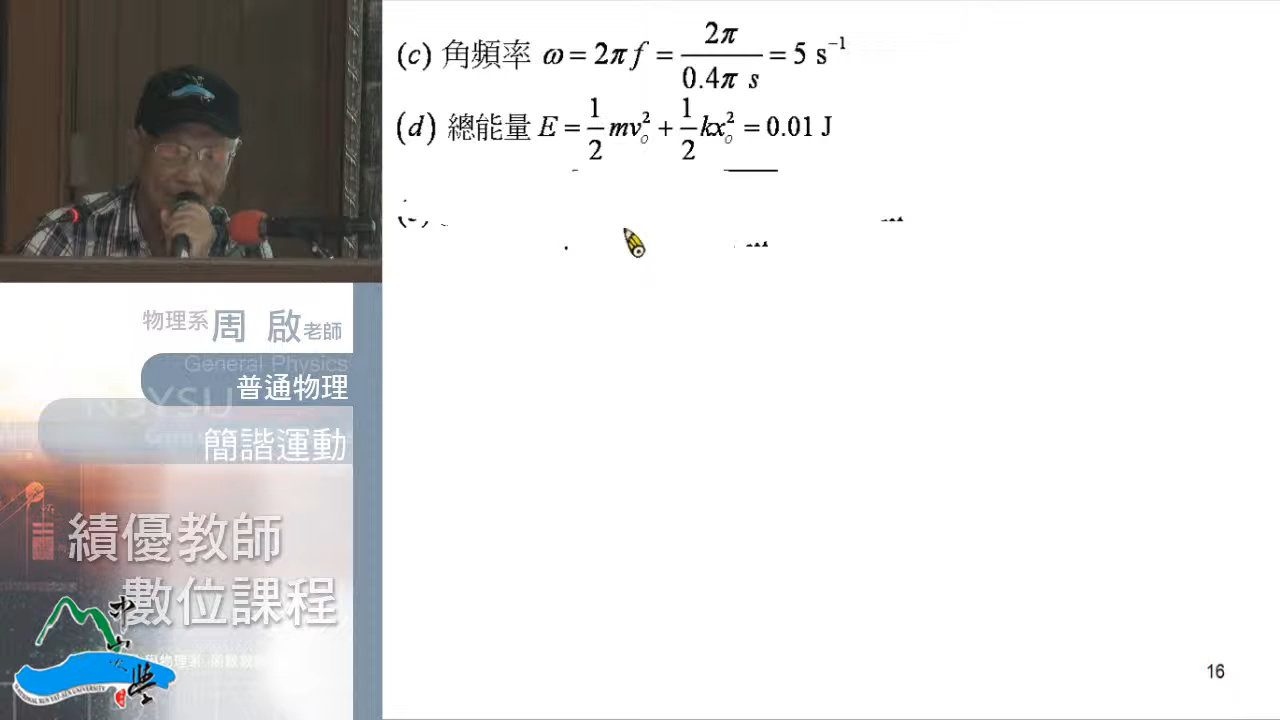 (c) 角頻率 ω = 2π f = 2π / 0.4π s = 5 s⁻¹
(d) 總能量 E = 1/2 mv₀² + 1/2 kx₀² = 0.01 J
物理系 周 啟 老師
General Physics
普通物理
NSYSU
簡諧運動
績優教師
數位課程
16